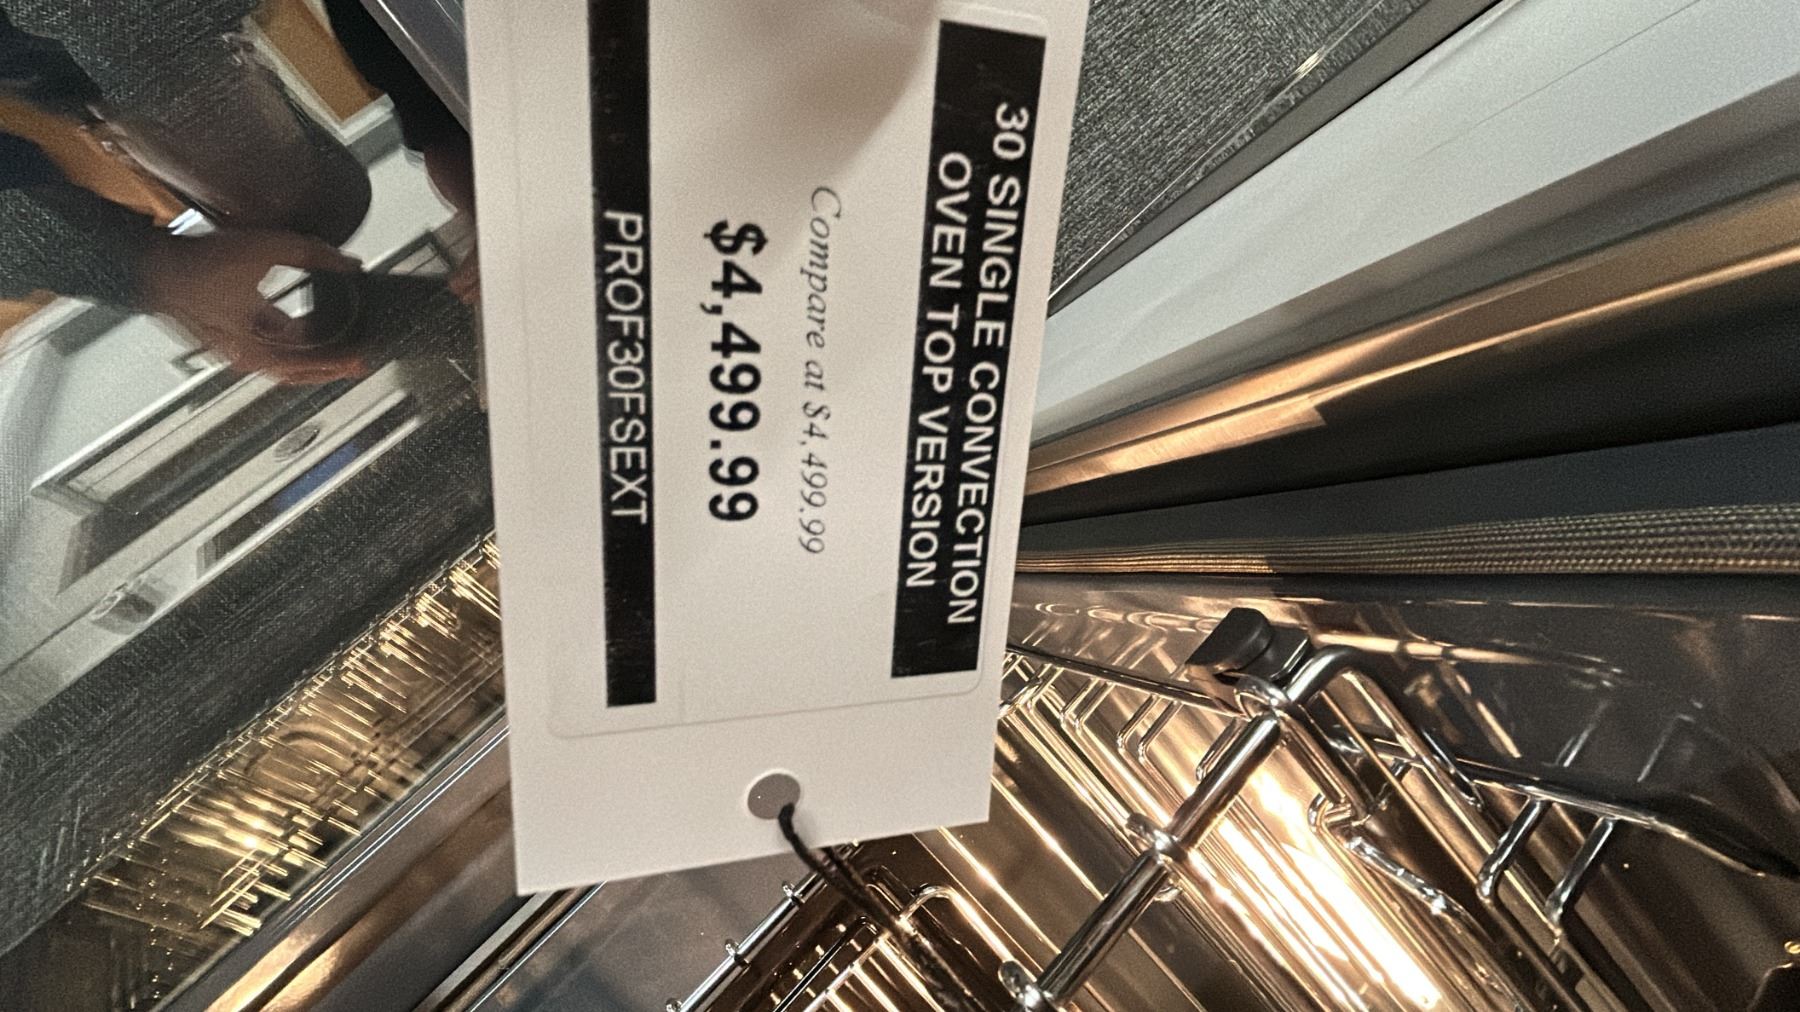 30 SINGLE CONVECTION
OVEN TOP VERSION
Compare at $4,499.99
$4,499.99
PROF30FSEXT